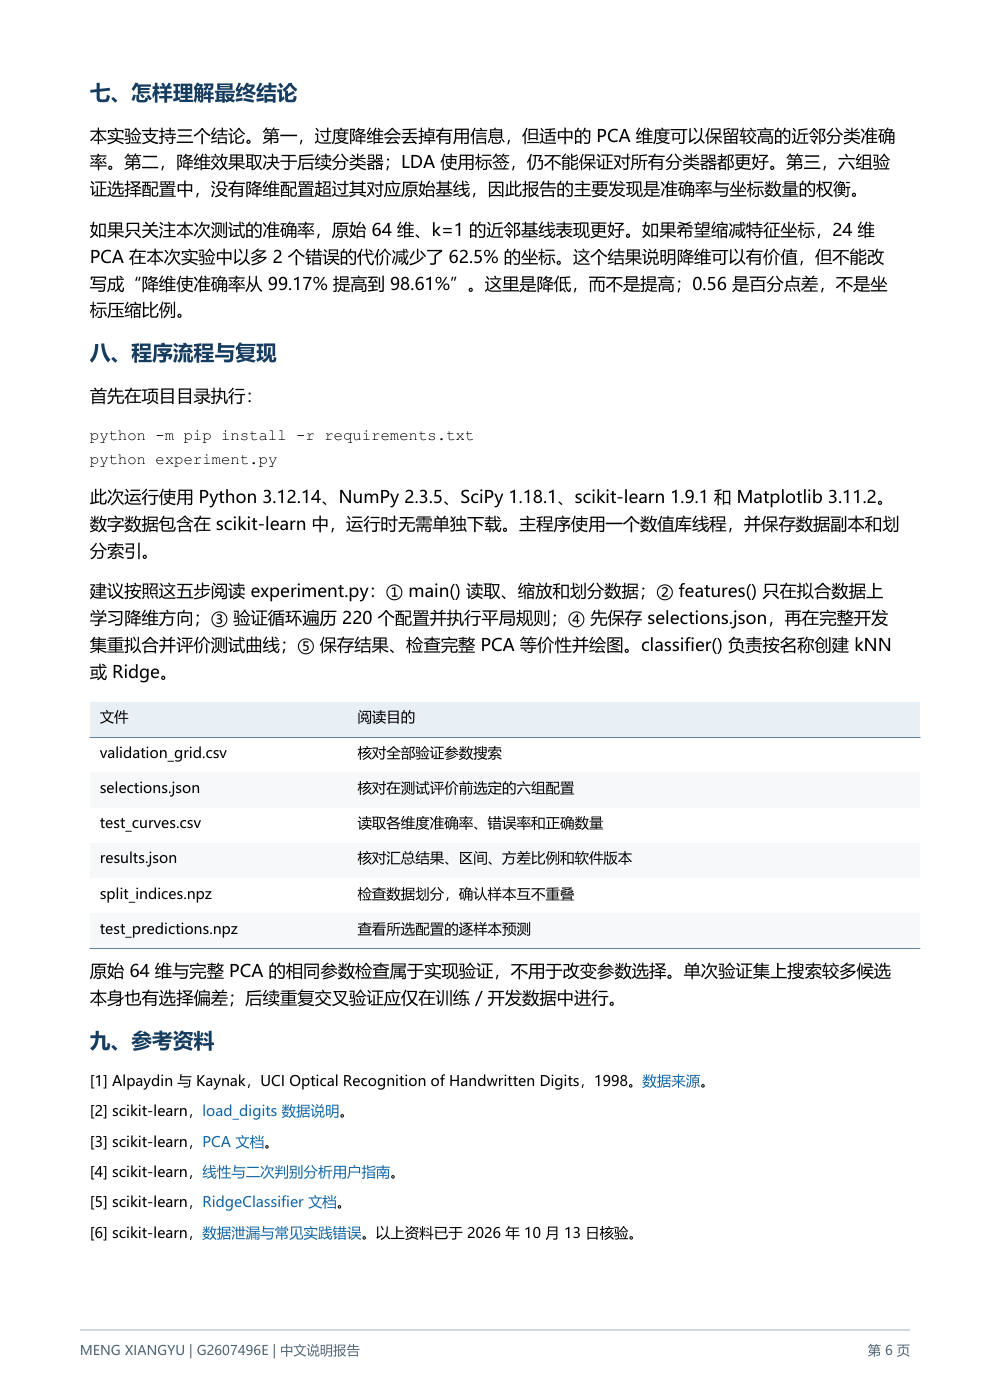 七、怎样理解最终结论
本实验支持三个结论。第一，过度降维会丢掉有用信息，但适中的 PCA 维度可以保留较高的近邻分类准确
率。第二，降维效果取决于后续分类器；LDA 使用标签，仍不能保证对所有分类器都更好。第三，六组验
证选择配置中，没有降维配置超过其对应原始基线，因此报告的主要发现是准确率与坐标数量的权衡。
如果只关注本次测试的准确率，原始 64 维、k=1 的近邻基线表现更好。如果希望缩减特征坐标，24 维
PCA 在本次实验中以多 2 个错误的代价减少了 62.5% 的坐标。这个结果说明降维可以有价值，但不能改
写成“降维使准确率从 99.17% 提高到 98.61%”。这里是降低，而不是提高；0.56 是百分点差，不是坐
标压缩比例。
八、程序流程与复现
首先在项目目录执行：
python -m pip install -r requirements.txt
python experiment.py
此次运行使用 Python 3.12.14、NumPy 2.3.5、SciPy 1.18.1、scikit-learn 1.9.1 和 Matplotlib 3.11.2。
数字数据包含在 scikit-learn 中，运行时无需单独下载。主程序使用一个数值库线程，并保存数据副本和划
分索引。
建议按照这五步阅读 experiment.py：① main() 读取、缩放和划分数据；② features() 只在拟合数据上
学习降维方向；③ 验证循环遍历 220 个配置并执行平局规则；④ 先保存 selections.json，再在完整开发
集重拟合并评价测试曲线；⑤ 保存结果、检查完整 PCA 等价性并绘图。classifier() 负责按名称创建 kNN
或 Ridge。
文件 阅读目的
validation_grid.csv 核对全部验证参数搜索
selections.json 核对在测试评价前选定的六组配置
test_curves.csv 读取各维度准确率、错误率和正确数量
results.json 核对汇总结果、区间、方差比例和软件版本
split_indices.npz 检查数据划分，确认样本互不重叠
test_predictions.npz 查看所选配置的逐样本预测
原始 64 维与完整 PCA 的相同参数检查属于实现验证，不用于改变参数选择。单次验证集上搜索较多候选
本身也有选择偏差；后续重复交叉验证应仅在训练 / 开发数据中进行。
九、参考资料
[1] Alpaydin 与 Kaynak，UCI Optical Recognition of Handwritten Digits，1998。数据来源。
[2] scikit-learn，load_digits 数据说明。
[3] scikit-learn，PCA 文档。
[4] scikit-learn，线性与二次判别分析用户指南。
[5] scikit-learn，RidgeClassifier 文档。
[6] scikit-learn，数据泄漏与常见实践错误。以上资料已于 2026 年 10 月 13 日核验。
MENG XIANGYU | G2607496E | 中文说明报告 第 6 页